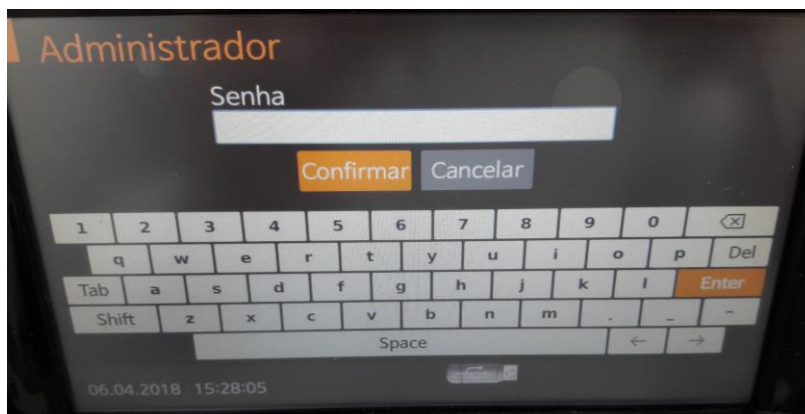 Administrador
Senha
Confirmar Cancelar
1 2 3 4 5 6 7 8 9 0
q w e r t y u i o p Del
Tab a s d f g h j k l Enter
Shift z x c v b n m . _ -
Space ← →
06.04.2018 15:28:05